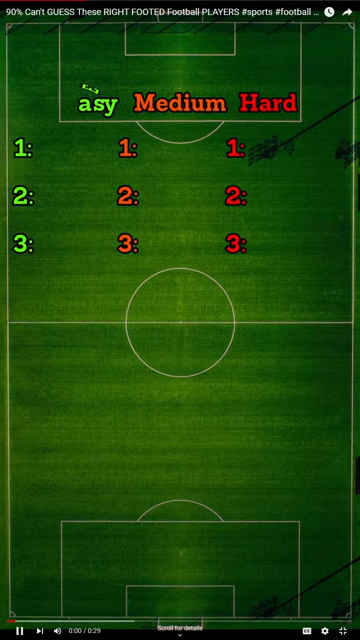 90% Can't GUESS These RIGHT FOOTED Football PLAYERS #sports #football ...
Easy Medium Hard
1: 1: 1:
2: 2: 2:
3: 3: 3:
0:00 / 0:29
Scroll for details